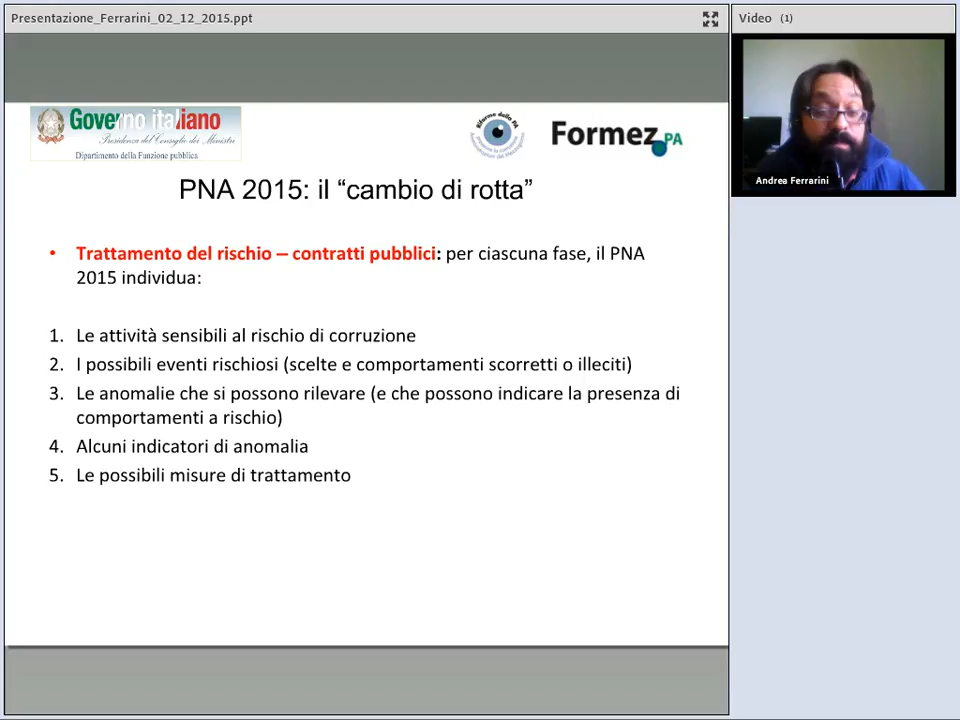 Presentazione_Ferrarini_02_12_2015.ppt
Video (1)
Governo italiano
Presidenza del Consiglio dei Ministri
Dipartimento della Funzione pubblica
Riforme della PA
Formez PA
Andrea Ferrarini
PNA 2015: il “cambio di rotta”
• Trattamento del rischio – contratti pubblici: per ciascuna fase, il PNA
2015 individua:
1. Le attività sensibili al rischio di corruzione
2. I possibili eventi rischiosi (scelte e comportamenti scorretti o illeciti)
3. Le anomalie che si possono rilevare (e che possono indicare la presenza di
comportamenti a rischio)
4. Alcuni indicatori di anomalia
5. Le possibili misure di trattamento